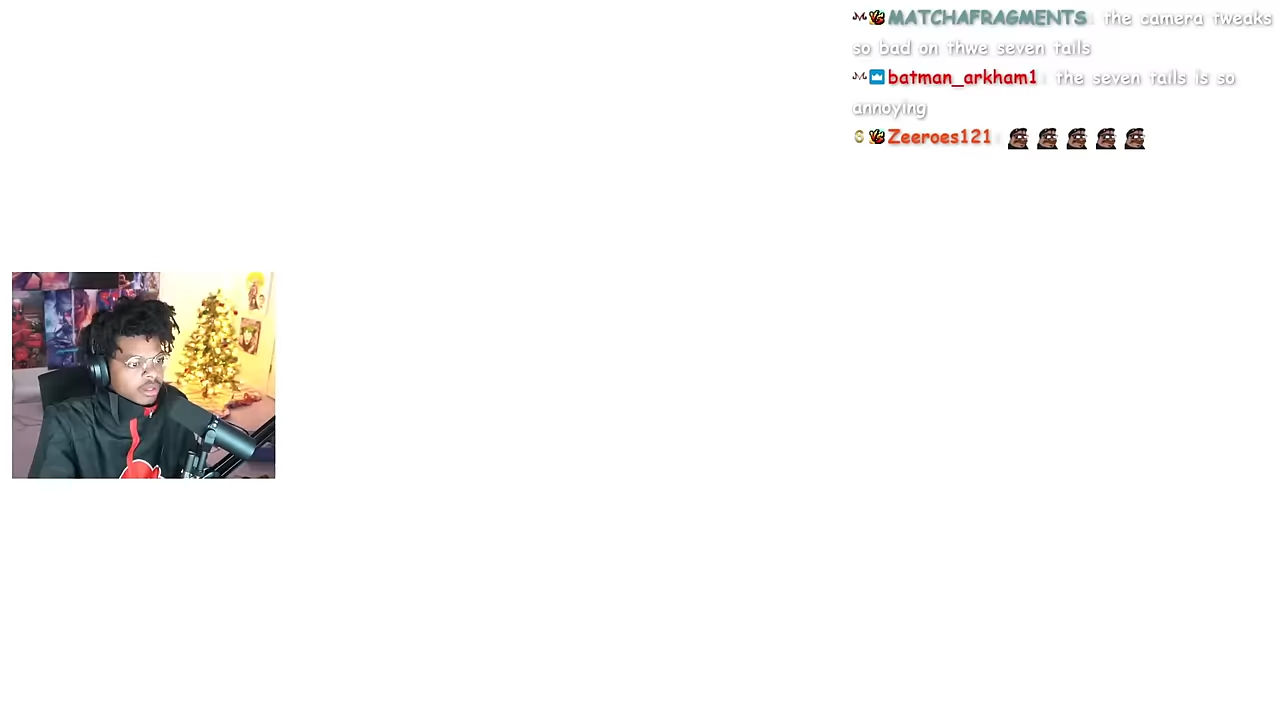 MATCHAFRAGMENTS: the camera tweaks
so bad on thwe seven tails
batman_arkham1: the seven tails is so
annoying
Zeeroes121: